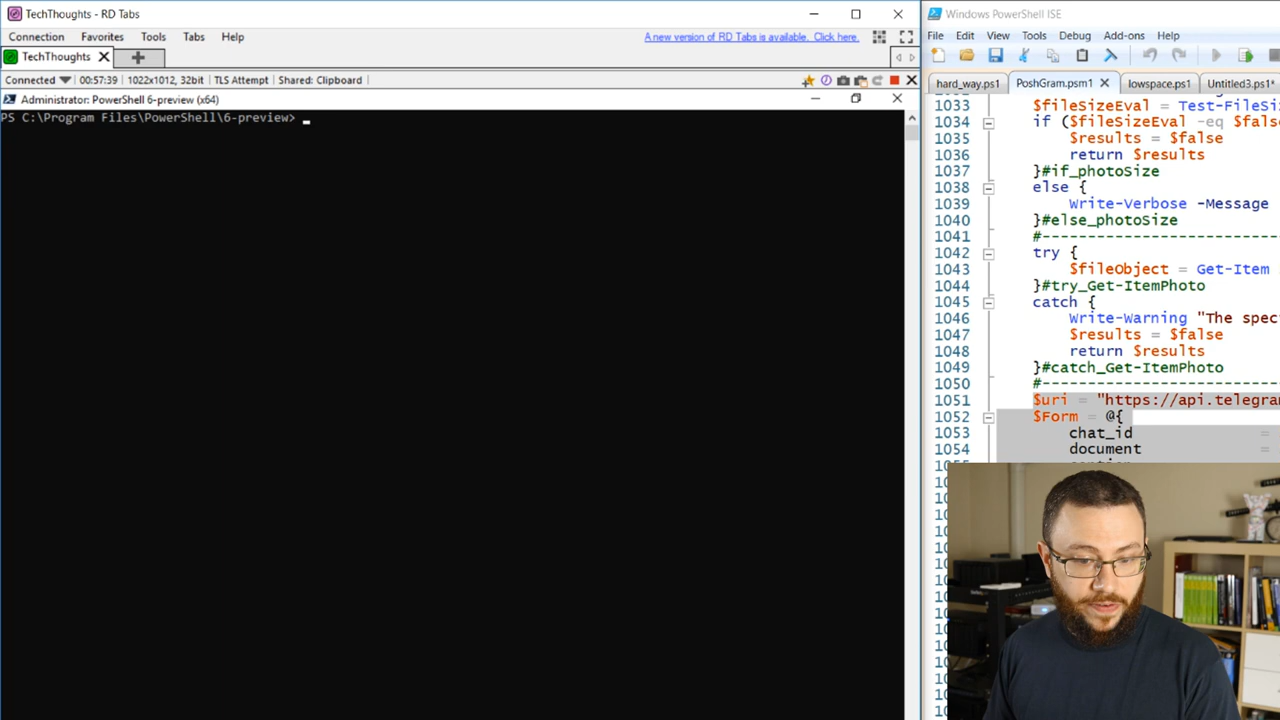 TechThoughts - RD Tabs
Connection Favorites Tools Tabs Help
A new version of RD Tabs is available. Click here.
TechThoughts
Connected 00:57:39 1022x1012, 32bit TLS Attempt Shared: Clipboard
Administrator: PowerShell 6-preview (x64)
PS C:\Program Files\PowerShell\6-preview>
Windows PowerShell ISE
File Edit View Tools Debug Add-ons Help
hard_way.ps1 PoshGram.psm1 lowspace.ps1 Untitled3.ps1*
1033 $fileSizeEval = Test-FileSiz
1034 if ($fileSizeEval -eq $false
1035 $results = $false
1036 return $results
1037 }#if_photoSize
1038 else {
1039 Write-Verbose -Message
1040 }#else_photoSize
1041 #---------------------------
1042 try {
1043 $fileObject = Get-Item
1044 }#try_Get-ItemPhoto
1045 catch {
1046 Write-Warning "The spec
1047 $results = $false
1048 return $results
1049 }#catch_Get-ItemPhoto
1050 #---------------------------
1051 $uri = "https://api.telegram
1052 $Form = @{
1053 chat_id =
1054 document =